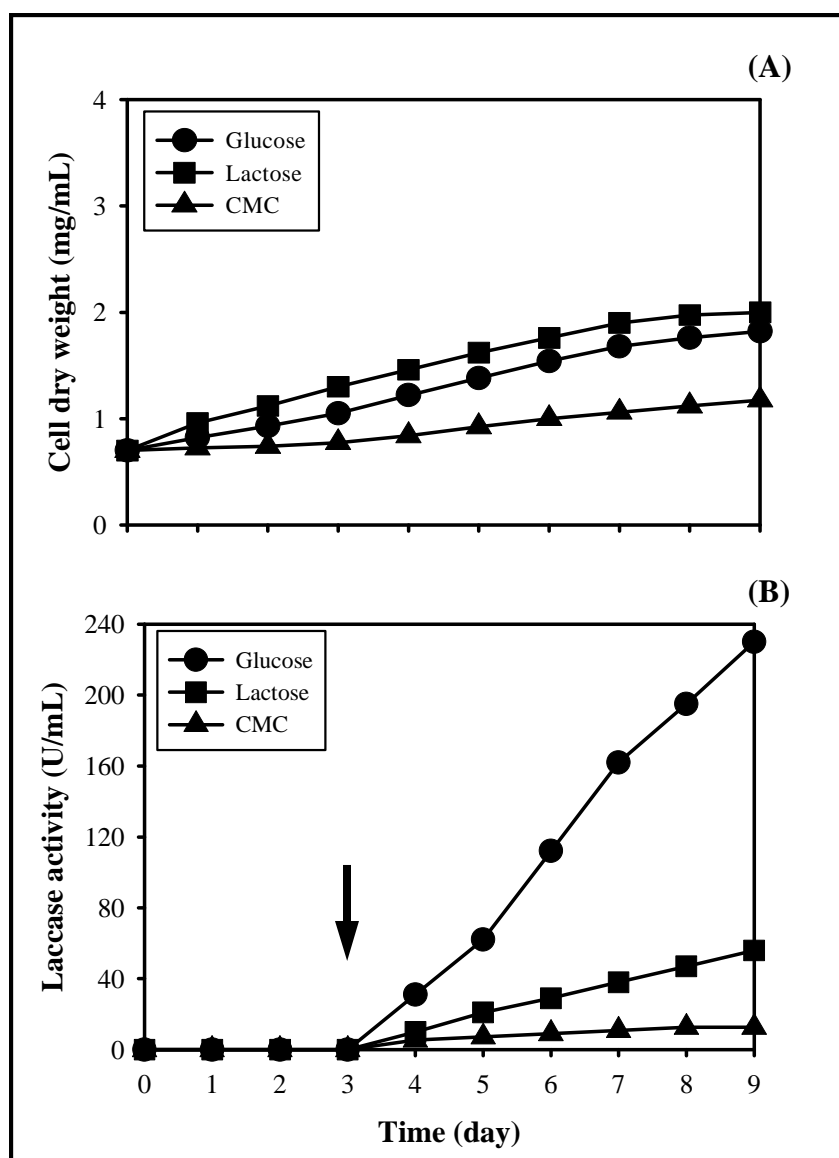 (A)
4
3
2
1
0
Cell dry weight (mg/mL)
Glucose
Lactose
CMC
(B)
240
200
160
120
80
40
0
Laccase activity (U/mL)
Glucose
Lactose
CMC
0 1 2 3 4 5 6 7 8 9
Time (day)